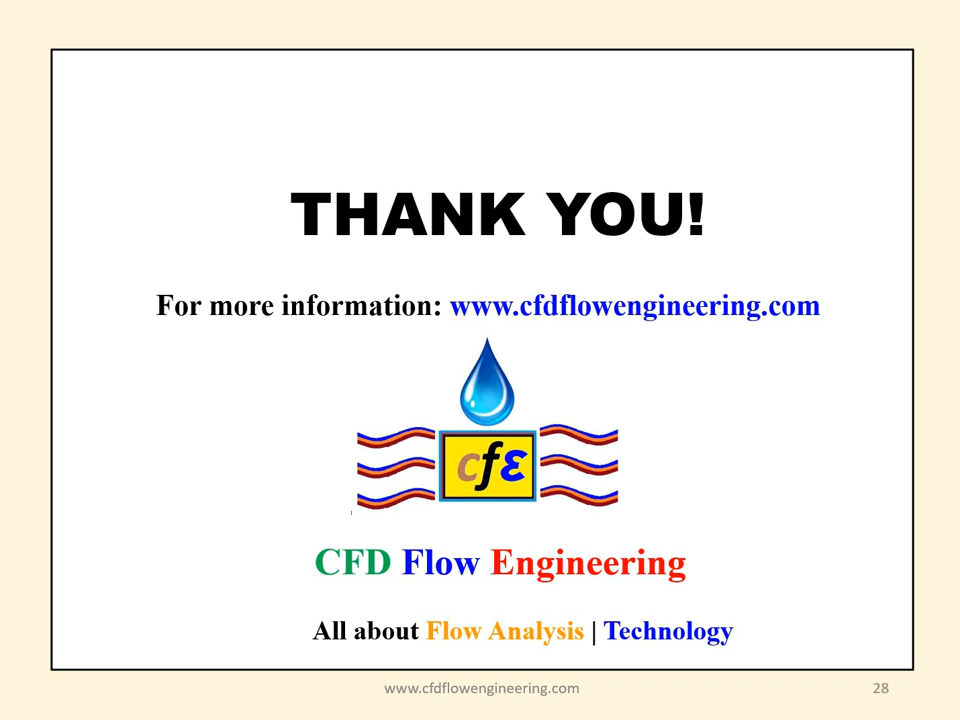 THANK YOU!
For more information: www.cfdflowengineering.com
cfε
CFD Flow Engineering
All about Flow Analysis | Technology
www.cfdflowengineering.com
28